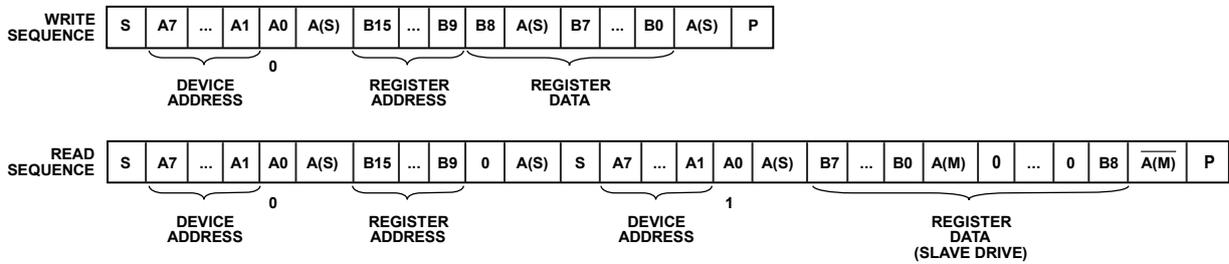 WRITE
SEQUENCE
S A7 ... A1 A0 A(S) B15 ... B9 B8 A(S) B7 ... B0 A(S) P
0
DEVICE
ADDRESS
REGISTER
ADDRESS
REGISTER
DATA
READ
SEQUENCE
S A7 ... A1 A0 A(S) B15 ... B9 0 A(S) S A7 ... A1 A0 A(S) B7 ... B0 A(M) 0 ... 0 B8 A̅(̅M̅)̅ P
0 1
DEVICE
ADDRESS
REGISTER
ADDRESS
DEVICE
ADDRESS
REGISTER
DATA
(SLAVE DRIVE)